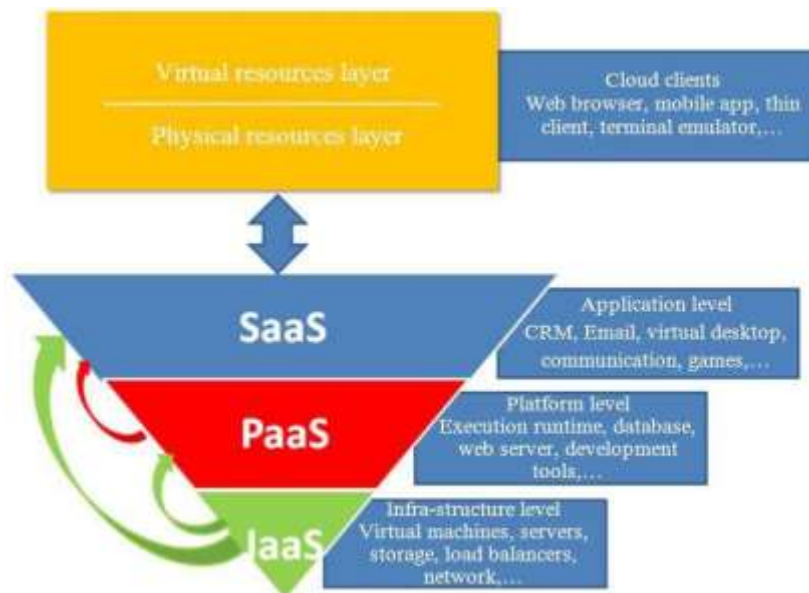 Virtual resources layer
Physical resources layer
Cloud clients
Web browser, mobile app, thin
client, terminal emulator,...
SaaS
Application level
CRM, Email, virtual desktop,
communication, games,...
PaaS
Platform level
Execution runtime, database,
web server, development
tools,...
IaaS
Infra-structure level
Virtual machines, servers,
storage, load balancers,
network,...